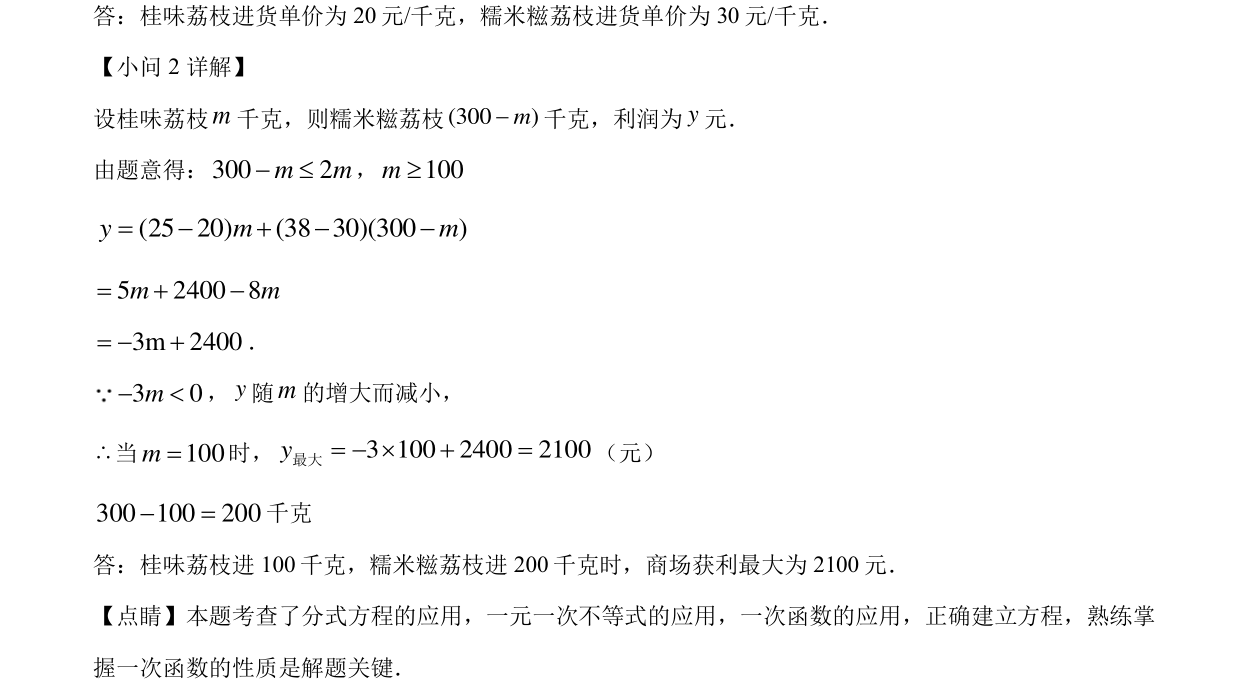 答：桂味荔枝进货单价为 20 元/千克，糯米糍荔枝进货单价为 30 元/千克．
【小问 2 详解】
设桂味荔枝 m 千克，则糯米糍荔枝 (300－m) 千克，利润为 y 元．
由题意得：300－m ≤ 2m，m ≥ 100
y = (25－20)m + (38－30)(300－m)
= 5m + 2400－8m
= －3m + 2400．
∵ －3m < 0，y 随 m 的增大而减小，
∴当 m = 100 时，y最大 = －3×100 + 2400 = 2100（元）
300－100 = 200 千克
答：桂味荔枝进 100 千克，糯米糍荔枝进 200 千克时，商场获利最大为 2100 元．
【点睛】本题考查了分式方程的应用，一元一次不等式的应用，一次函数的应用，正确建立方程，熟练掌
握一次函数的性质是解题关键．